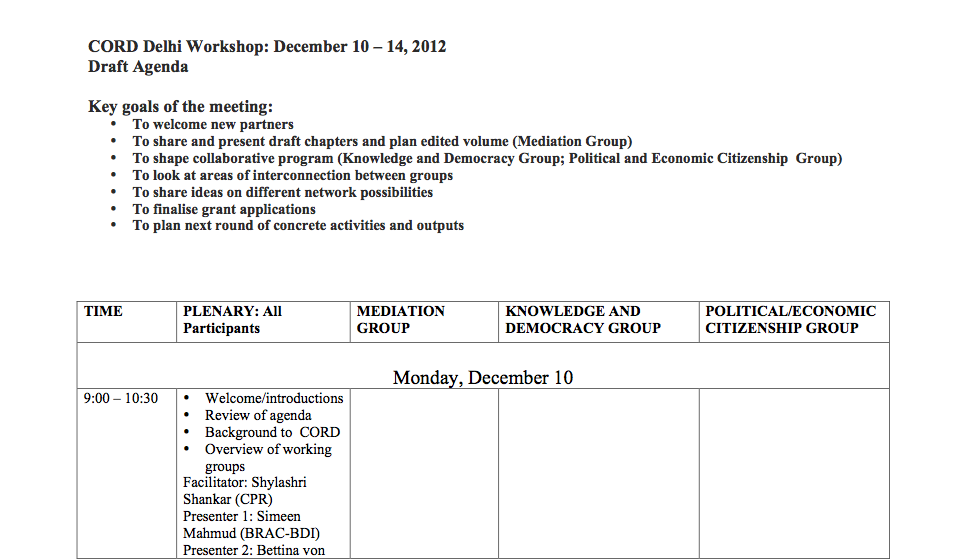 CORD Delhi Workshop: December 10 – 14, 2012
Draft Agenda
Key goals of the meeting:
• To welcome new partners
• To share and present draft chapters and plan edited volume (Mediation Group)
• To shape collaborative program (Knowledge and Democracy Group; Political and Economic Citizenship Group)
• To look at areas of interconnection between groups
• To share ideas on different network possibilities
• To finalise grant applications
• To plan next round of concrete activities and outputs
TIME
PLENARY: All
Participants
MEDIATION
GROUP
KNOWLEDGE AND
DEMOCRACY GROUP
POLITICAL/ECONOMIC
CITIZENSHIP GROUP
Monday, December 10
9:00 – 10:30
• Welcome/introductions
• Review of agenda
• Background to CORD
• Overview of working
groups
Facilitator: Shylashri
Shankar (CPR)
Presenter 1: Simeen
Mahmud (BRAC-BDI)
Presenter 2: Bettina von